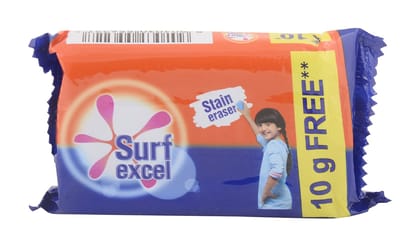 Surf
excel
Stain
eraser
10 g FREE**